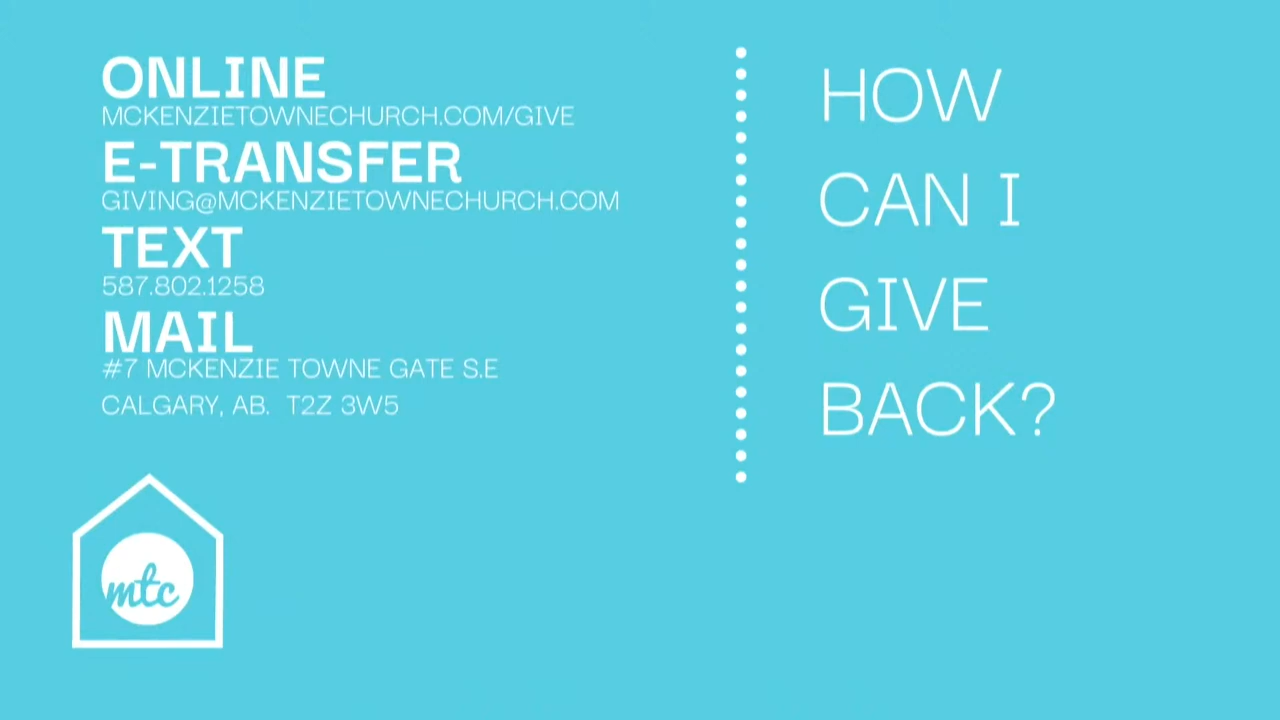 ONLINE
MCKENZIETOWNECHURCH.COM/GIVE
E-TRANSFER
GIVING@MCKENZIETOWNECHURCH.COM
TEXT
587.802.1258
MAIL
#7 MCKENZIE TOWNE GATE S.E
CALGARY, AB.  T2Z 3W5
mtc
HOW
CAN I
GIVE
BACK?